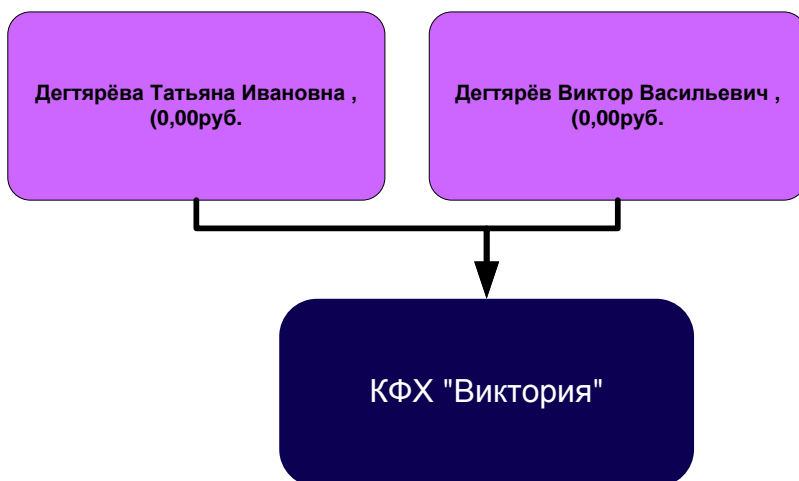 Дегтярёва Татьяна Ивановна ,
(0,00руб.
Дегтярёв Виктор Васильевич ,
(0,00руб.
КФХ "Виктория"